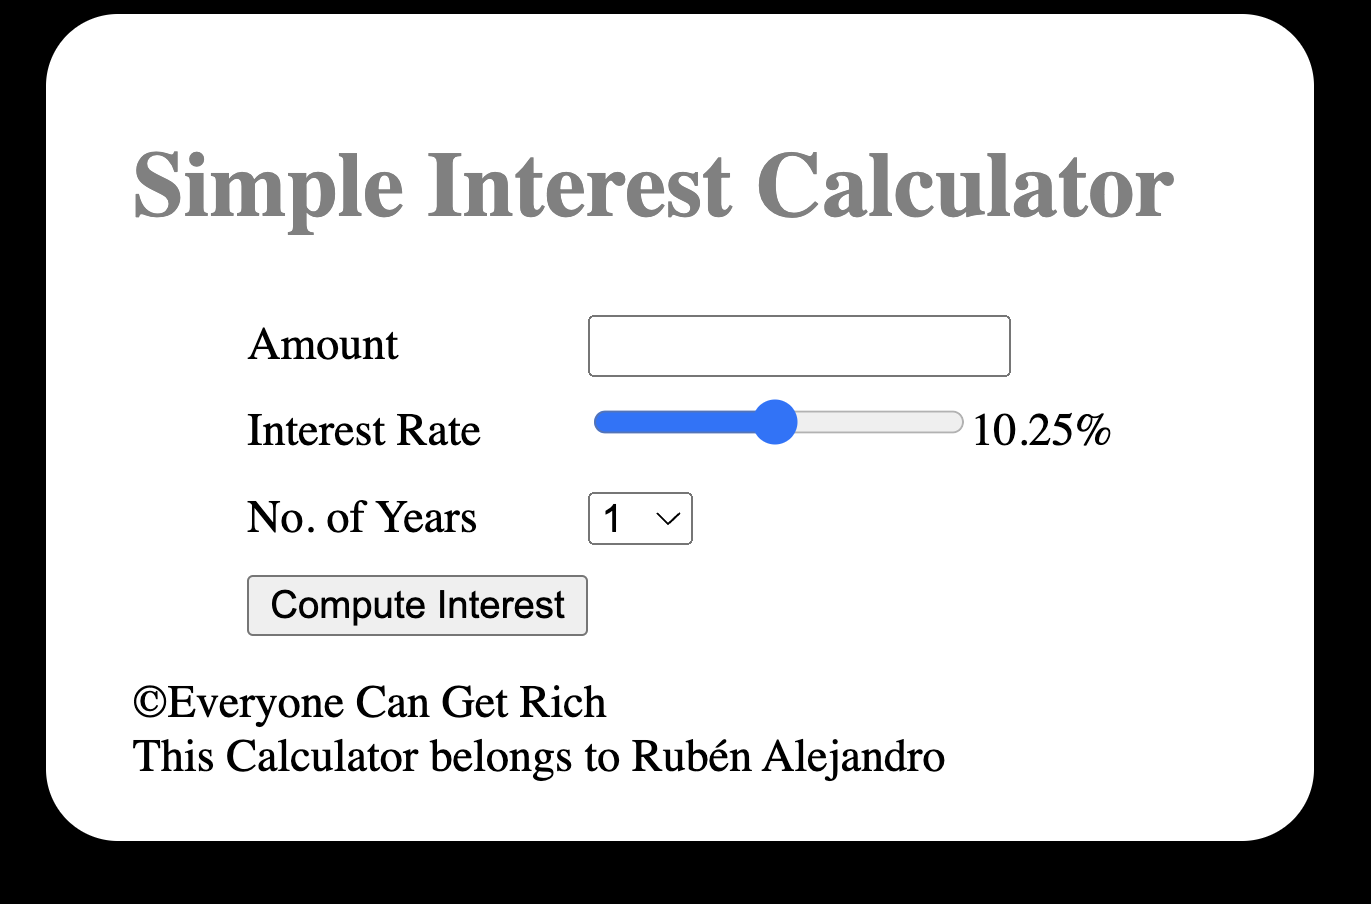 Simple Interest Calculator
Amount
Interest Rate 10.25%
No. of Years 1
Compute Interest
©Everyone Can Get Rich
This Calculator belongs to Rubén Alejandro